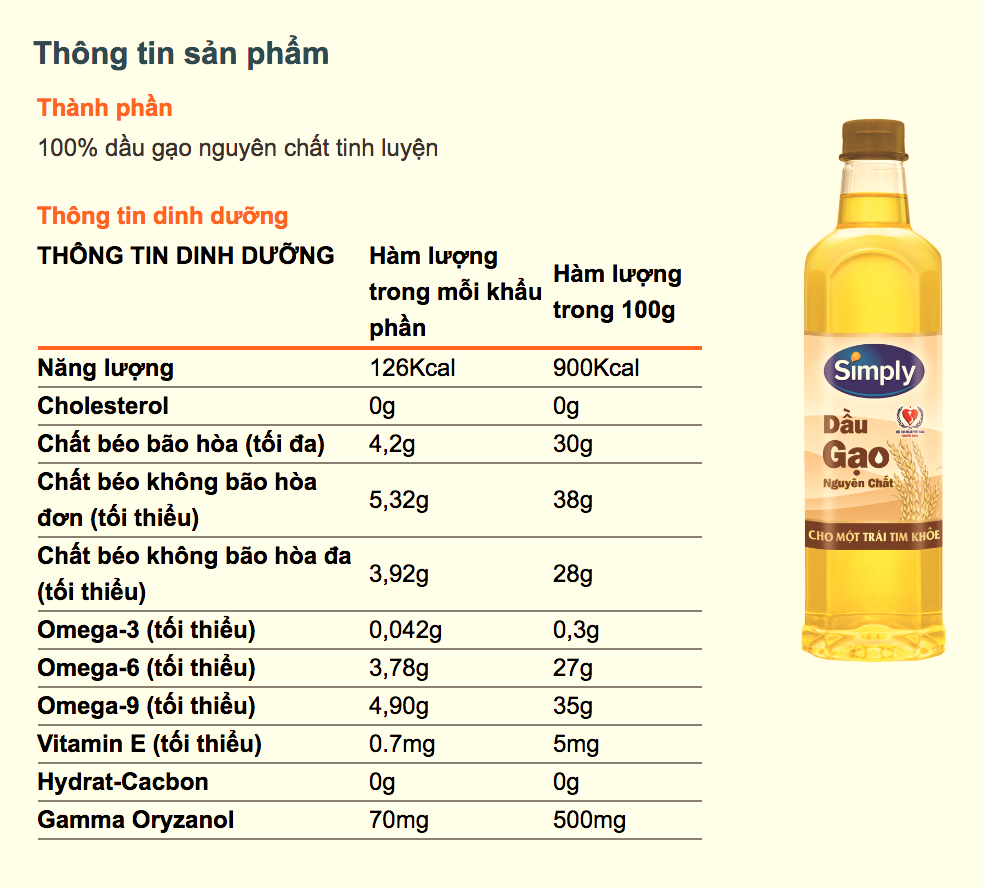 Thông tin sản phẩm
Thành phần
100% dầu gạo nguyên chất tinh luyện
Thông tin dinh dưỡng
THÔNG TIN DINH DƯỠNG
Hàm lượng
trong mỗi khẩu
phần
Hàm lượng
trong 100g
Năng lượng 126Kcal 900Kcal
Cholesterol 0g 0g
Chất béo bão hòa (tối đa) 4,2g 30g
Chất béo không bão hòa
đơn (tối thiểu) 5,32g 38g
Chất béo không bão hòa đa
(tối thiểu) 3,92g 28g
Omega-3 (tối thiểu) 0,042g 0,3g
Omega-6 (tối thiểu) 3,78g 27g
Omega-9 (tối thiểu) 4,90g 35g
Vitamin E (tối thiểu) 0.7mg 5mg
Hydrat-Cacbon 0g 0g
Gamma Oryzanol 70mg 500mg
Simply
Dầu
Gạo
Nguyên Chất
CHO MỘT TRÁI TIM KHỎE